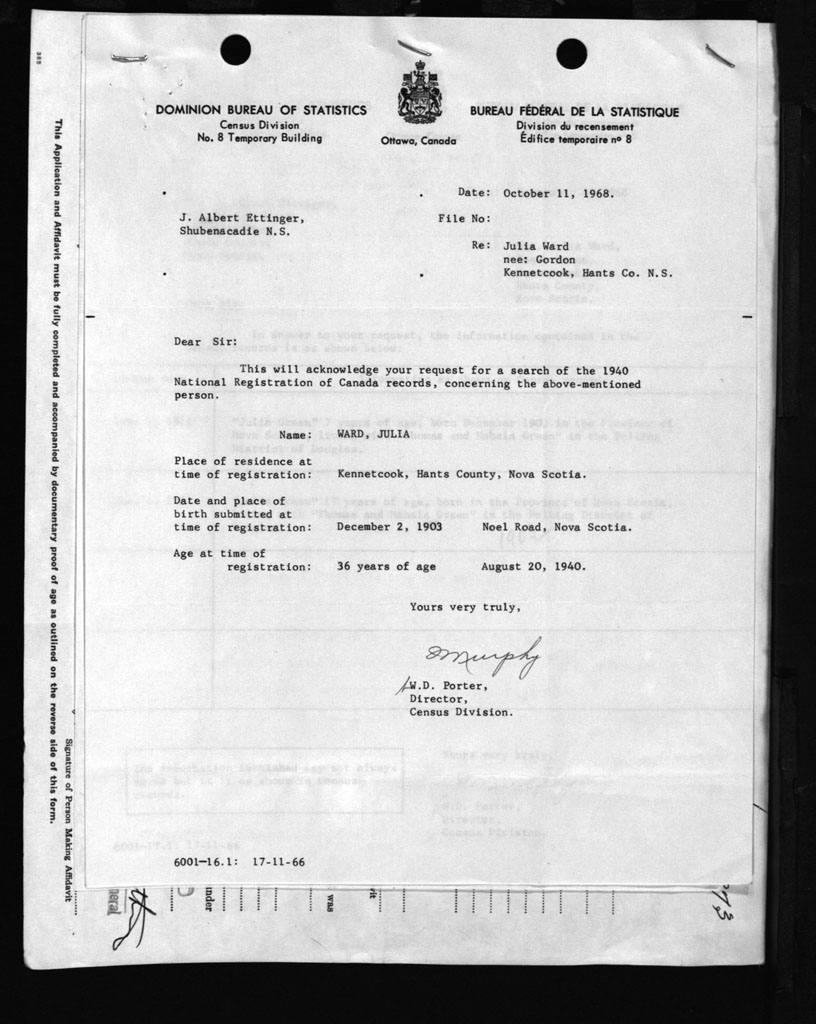 DOMINION BUREAU OF STATISTICS
Census Division
No. 8 Temporary Building
Ottawa, Canada
BUREAU FÉDÉRAL DE LA STATISTIQUE
Division du recensement
Édifice temporaire nº 8
Date: October 11, 1968.
J. Albert Ettinger,
Shubenacadie N.S.
File No:
Re: Julia Ward
nee: Gordon
Kennetcook, Hants Co. N.S.
Dear Sir:
This will acknowledge your request for a search of the 1940
National Registration of Canada records, concerning the above-mentioned
person.
Name: WARD, JULIA
Place of residence at
time of registration: Kennetcook, Hants County, Nova Scotia.
Date and place of
birth submitted at
time of registration: December 2, 1903 Noel Road, Nova Scotia.
Age at time of
registration: 36 years of age August 20, 1940.
Yours very truly,
Murphy
W.D. Porter,
Director,
Census Division.
6001-16.1: 17-11-66
This Application and Affidavit must be fully completed and accompanied by documentary proof of age as outlined on the reverse side of this form.
Signature of Person Making Affidavit
was